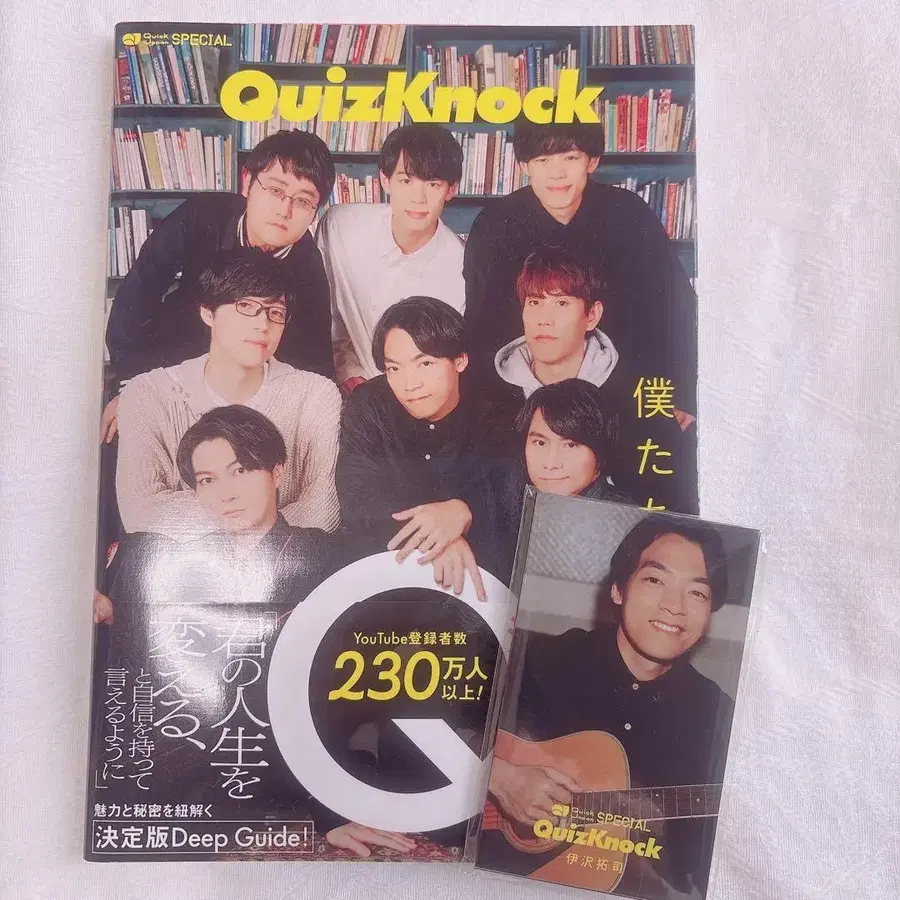 Quick Japan SPECIAL
QuizKnock
僕たち
YouTube登録者数
230万人
以上!
「君の人生を
変える、
と自信を持って
言えるように」
魅力と秘密を紐解く
決定版Deep Guide!
Quick Japan SPECIAL
QuizKnock
伊沢拓司